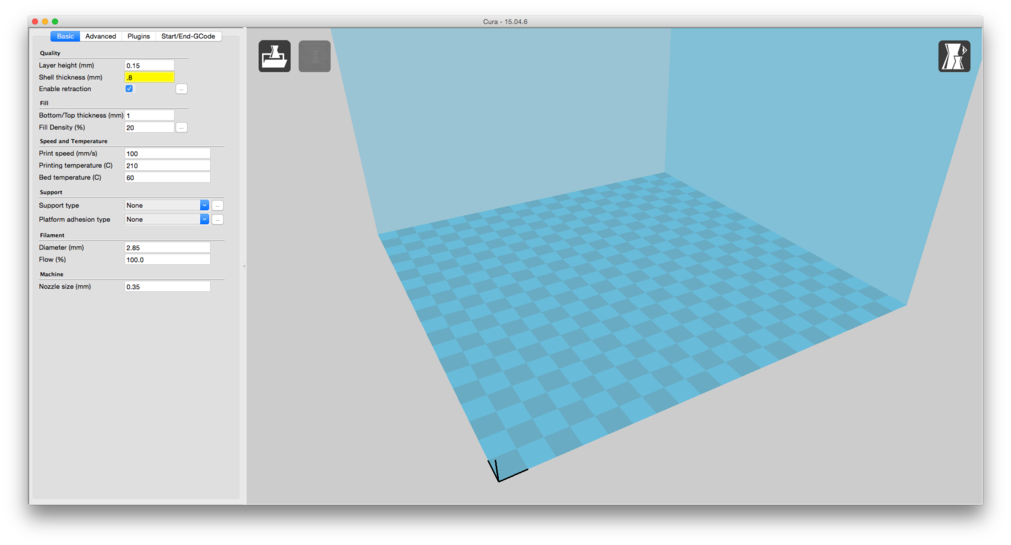 Cura - 15.04.6
Basic Advanced Plugins Start/End-GCode
Quality
Layer height (mm) 0.15
Shell thickness (mm) .8
Enable retraction ...
Fill
Bottom/Top thickness (mm) 1
Fill Density (%) 20 ...
Speed and Temperature
Print speed (mm/s) 100
Printing temperature (C) 210
Bed temperature (C) 60
Support
Support type None ...
Platform adhesion type None ...
Filament
Diameter (mm) 2.85
Flow (%) 100.0
Machine
Nozzle size (mm) 0.35